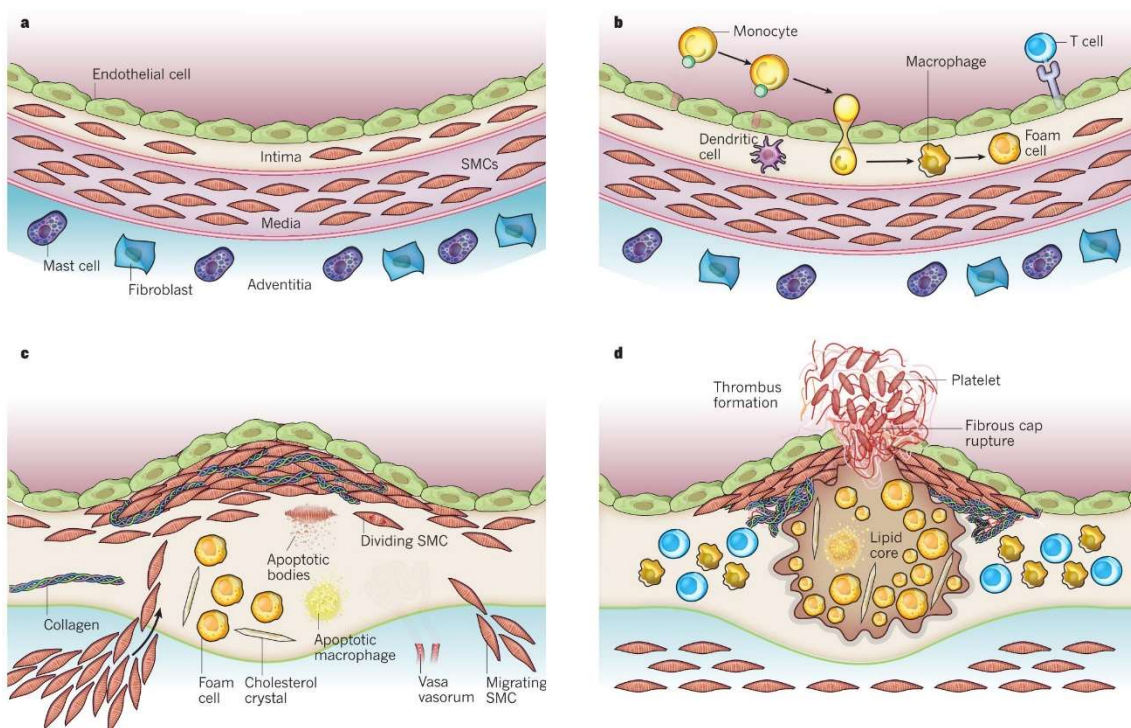 a
Endothelial cell
Intima
SMCs
Media
Mast cell
Fibroblast
Adventitia
b
Monocyte
T cell
Macrophage
Dendritic
cell
Foam
cell
c
Apoptotic
bodies
Dividing SMC
Collagen
Apoptotic
macrophage
Foam
cell
Cholesterol
crystal
Vasa
vasorum
Migrating
SMC
d
Thrombus
formation
Platelet
Fibrous cap
rupture
Lipid
core